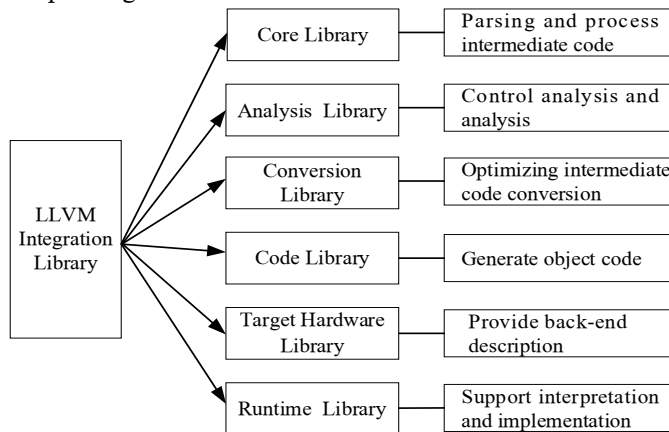 Core Library
Parsing and process
intermediate code
Analysis Library
Control analysis and
analysis
LLVM
Integration
Library
Conversion
Library
Optimizing intermediate
code conversion
Code Library
Generate object code
Target Hardware
Library
Provide back-end
description
Runtime Library
Support interpretation
and implementation